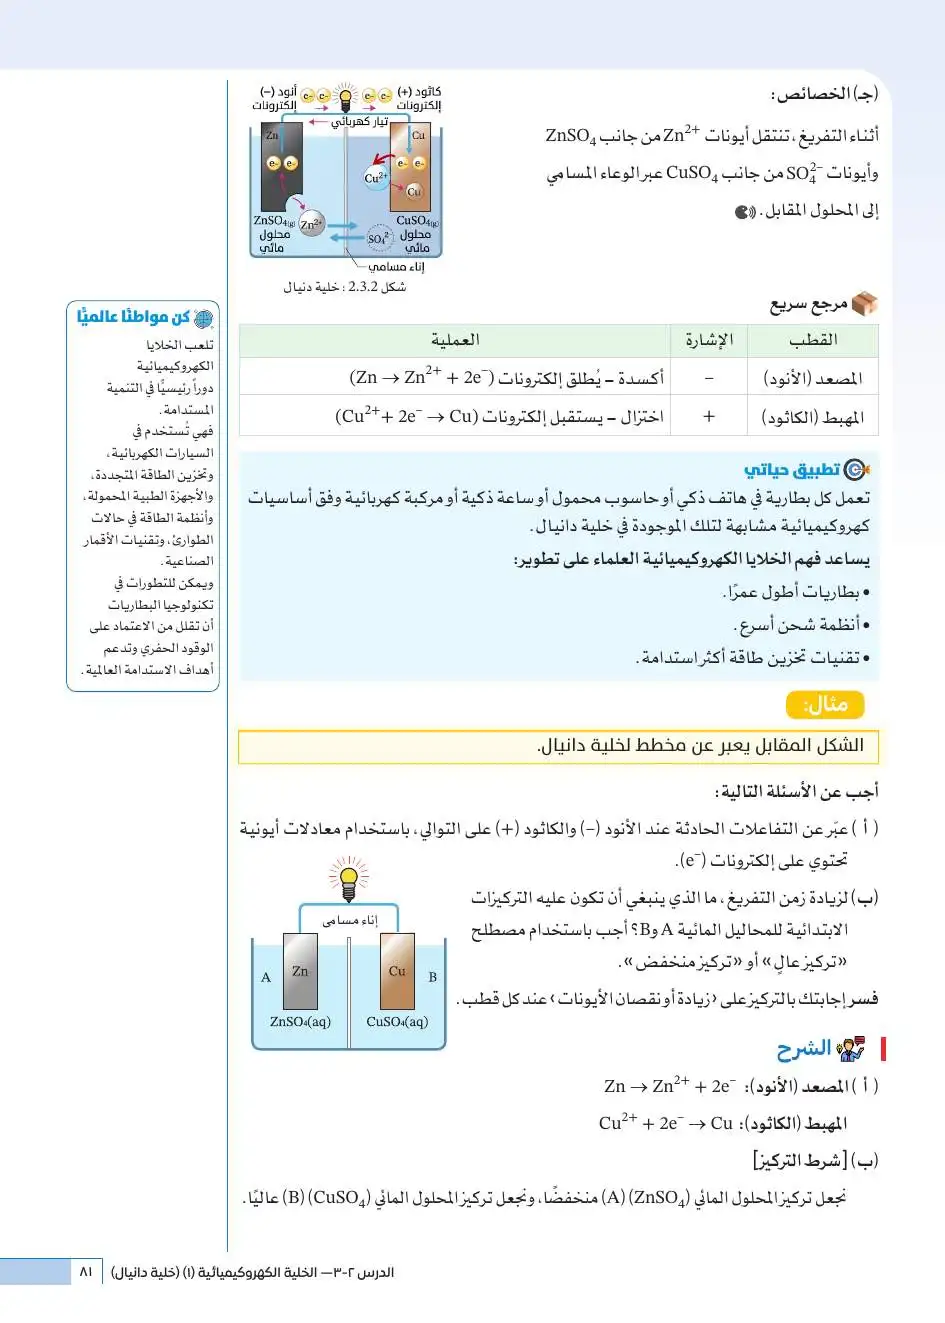 (جـ) الخصائص:
أثناء التفريغ، تنتقل أيونات Zn²⁺ من جانب ZnSO₄
وأيونات SO₄²⁻ من جانب CuSO₄ عبر الوعاء المسامي
إلى المحلول المقابل.
كاثود (+) أنود (–)
إلكترونات e– e– e– e– إلكترونات
تيار كهربائي
Zn Cu
e– e– e– e–
Cu²⁺
Cu
ZnSO₄(g) Zn²⁺ SO₄²⁻ CuSO₄(g)
محلول مائي محلول مائي
إناء مسامي
شكل 2.3.2 : خلية دنيال
مرجع سريع
القطب الإشارة العملية
المصعد (الأنود) – أكسدة – يُطلق إلكترونات (Zn → Zn²⁺ + 2e⁻)
المهبط (الكاثود) + اختزال – يستقبل إلكترونات (Cu²⁺+ 2e⁻ → Cu)
كن مواطنًا عالميًّا
تلعب الخلايا
الكهروكيميائية
دوراً رئيسيًّا في التنمية
المستدامة.
فهي تُستخدم في
السيارات الكهربائية،
وتخزين الطاقة المتجددة،
والأجهزة الطبية المحمولة،
وأنظمة الطاقة في حالات
الطوارئ، وتقنيات الأقمار
الصناعية.
ويمكن للتطورات في
تكنولوجيا البطاريات
أن تقلل من الاعتماد على
الوقود الحفري وتدعم
أهداف الاستدامة العالمية.
تطبيق حياتي
تعمل كل بطارية في هاتف ذكي أو حاسوب محمول أو ساعة ذكية أو مركبة كهربائية وفق أساسيات
كهروكيميائية مشابهة لتلك الموجودة في خلية دانيال.
يساعد فهم الخلايا الكهروكيميائية العلماء على تطوير:
• بطاريات أطول عمرًا.
• أنظمة شحن أسرع.
• تقنيات تخزين طاقة أكثر استدامة.
مثال:
الشكل المقابل يعبر عن مخطط لخلية دانيال.
أجب عن الأسئلة التالية:
( أ ) عبّر عن التفاعلات الحادثة عند الأنود (–) والكاثود (+) على التوالي، باستخدام معادلات أيونية
تحتوي على إلكترونات (e⁻).
(ب) لزيادة زمن التفريغ، ما الذي ينبغي أن تكون عليه التركيزات
الابتدائية للمحاليل المائية A وB؟ أجب باستخدام مصطلح
«تركيز عالٍ» أو «تركيز منخفض».
فسر إجابتك بالتركيز على ‹زيادة أو نقصان الأيونات› عند كل قطب.
إناء مسامى
A Zn Cu B
ZnSO₄(aq) CuSO₄(aq)
الشرح
( أ ) المصعد (الأنود): Zn → Zn²⁺ + 2e⁻
المهبط (الكاثود): Cu²⁺ + 2e⁻ → Cu
(ب) [شرط التركيز]
نجعل تركيز المحلول المائي (ZnSO₄) (A) منخفضًا، ونجعل تركيز المحلول المائي (CuSO₄) (B) عاليًا.
الدرس ٢-٣— الخلية الكهروكيميائية (١) (خلية دانيال) ٨١